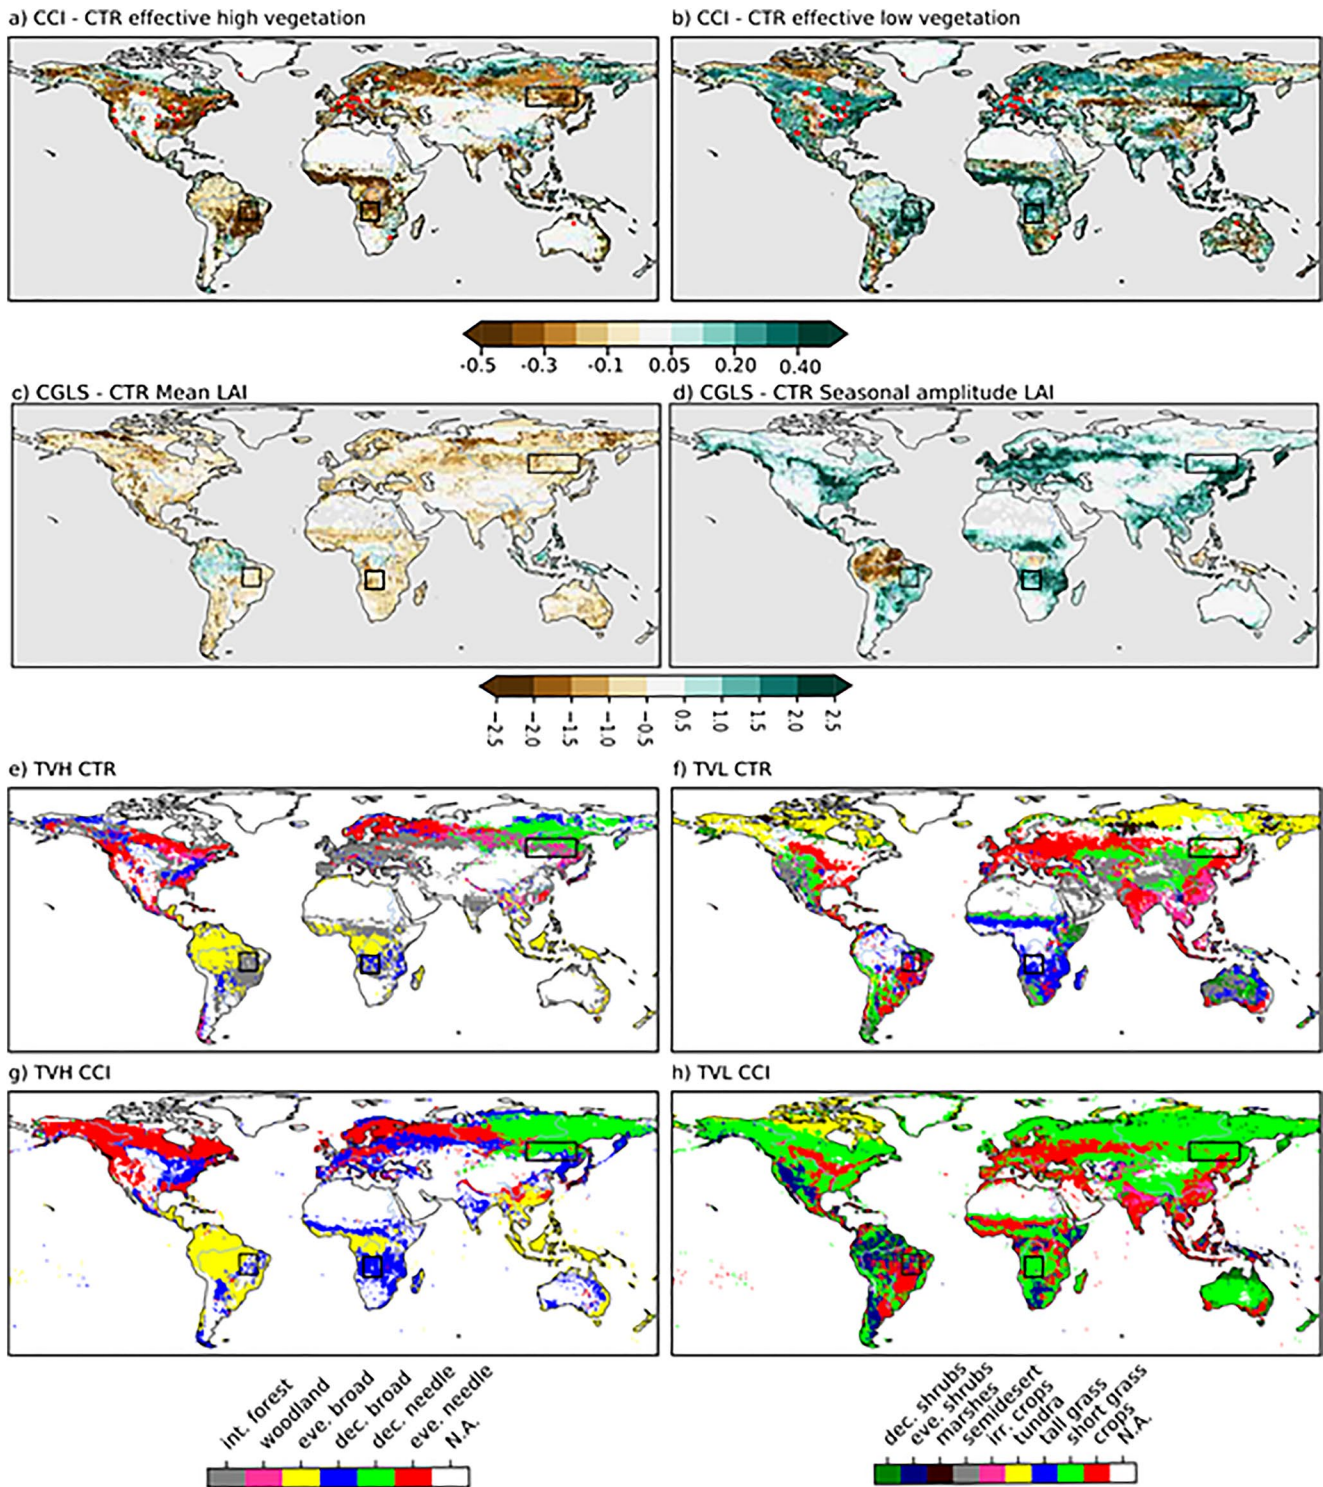 a) CCI - CTR effective high vegetation
b) CCI - CTR effective low vegetation
-0.5 -0.3 -0.1 0.05 0.20 0.40
c) CGLS - CTR Mean LAI
d) CGLS - CTR Seasonal amplitude LAI
−2.5 −2.0 −1.5 −1.0 −0.5 0.5 1.0 1.5 2.0 2.5
e) TVH CTR
f) TVL CTR
g) TVH CCI
h) TVL CCI
int. forest
woodland
eve. broad
dec. broad
dec. needle
eve. needle
N.A.
dec. shrubs
eve. shrubs
marshes
semidesert
irr. crops
tundra
tall grass
short grass
crops
N.A.